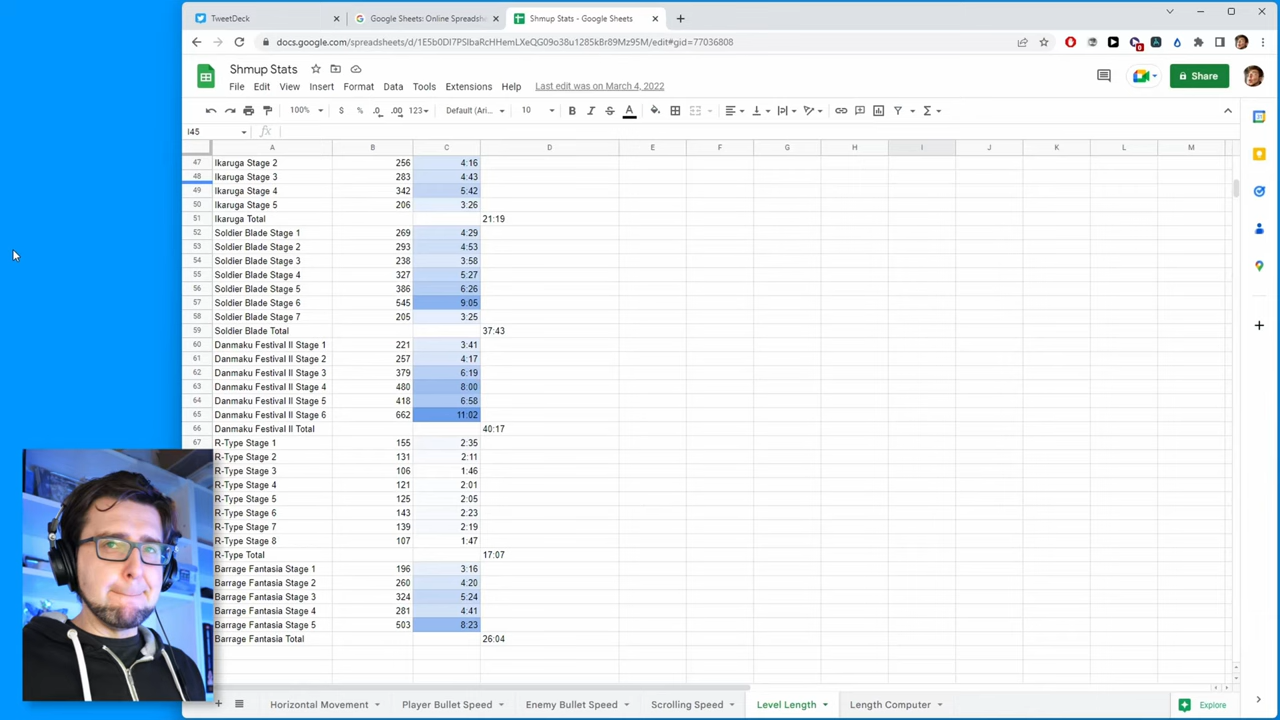 TweetDeck
Google Sheets: Online Spreadshe
Shmup Stats - Google Sheets
docs.google.com/spreadsheets/d/1E5b0DI7PSIbaRcHHemLXeQG09o38u1285kBr89Mz95M/edit#gid=77036808
Shmup Stats
File Edit View Insert Format Data Tools Extensions Help Last edit was on March 4, 2022
Share
100% $ % .0 .00 123 Default (Ari... 10 B I S A
I45 fx
A B C D E F G H I J K L M
47 Ikaruga Stage 2 256 4:16
48 Ikaruga Stage 3 283 4:43
49 Ikaruga Stage 4 342 5:42
50 Ikaruga Stage 5 206 3:26
51 Ikaruga Total 21:19
52 Soldier Blade Stage 1 269 4:29
53 Soldier Blade Stage 2 293 4:53
54 Soldier Blade Stage 3 238 3:58
55 Soldier Blade Stage 4 327 5:27
56 Soldier Blade Stage 5 386 6:26
57 Soldier Blade Stage 6 545 9:05
58 Soldier Blade Stage 7 205 3:25
59 Soldier Blade Total 37:43
60 Danmaku Festival II Stage 1 221 3:41
61 Danmaku Festival II Stage 2 257 4:17
62 Danmaku Festival II Stage 3 379 6:19
63 Danmaku Festival II Stage 4 480 8:00
64 Danmaku Festival II Stage 5 418 6:58
65 Danmaku Festival II Stage 6 662 11:02
66 Danmaku Festival II Total 40:17
67 R-Type Stage 1 155 2:35
R-Type Stage 2 131 2:11
R-Type Stage 3 106 1:46
R-Type Stage 4 121 2:01
R-Type Stage 5 125 2:05
R-Type Stage 6 143 2:23
R-Type Stage 7 139 2:19
R-Type Stage 8 107 1:47
R-Type Total 17:07
Barrage Fantasia Stage 1 196 3:16
Barrage Fantasia Stage 2 260 4:20
Barrage Fantasia Stage 3 324 5:24
Barrage Fantasia Stage 4 281 4:41
Barrage Fantasia Stage 5 503 8:23
Barrage Fantasia Total 26:04
Horizontal Movement Player Bullet Speed Enemy Bullet Speed Scrolling Speed Level Length Length Computer Explore